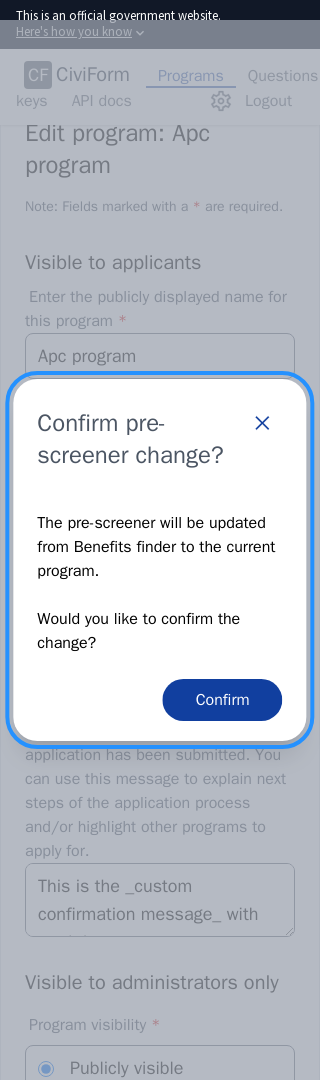 This is an official government website.
Here's how you know
CF CiviForm Programs Questions
keys API docs Logout
Edit program: Apc
program
Note: Fields marked with a * are required.
Visible to applicants
Enter the publicly displayed name for
this program *
Apc program
Confirm pre-
screener change?
The pre-screener will be updated
from Benefits finder to the current
program.
Would you like to confirm the
change?
Confirm
application has been submitted. You
can use this message to explain next
steps of the application process
and/or highlight other programs to
apply for.
This is the _custom
confirmation message_ with
Visible to administrators only
Program visibility *
Publicly visible